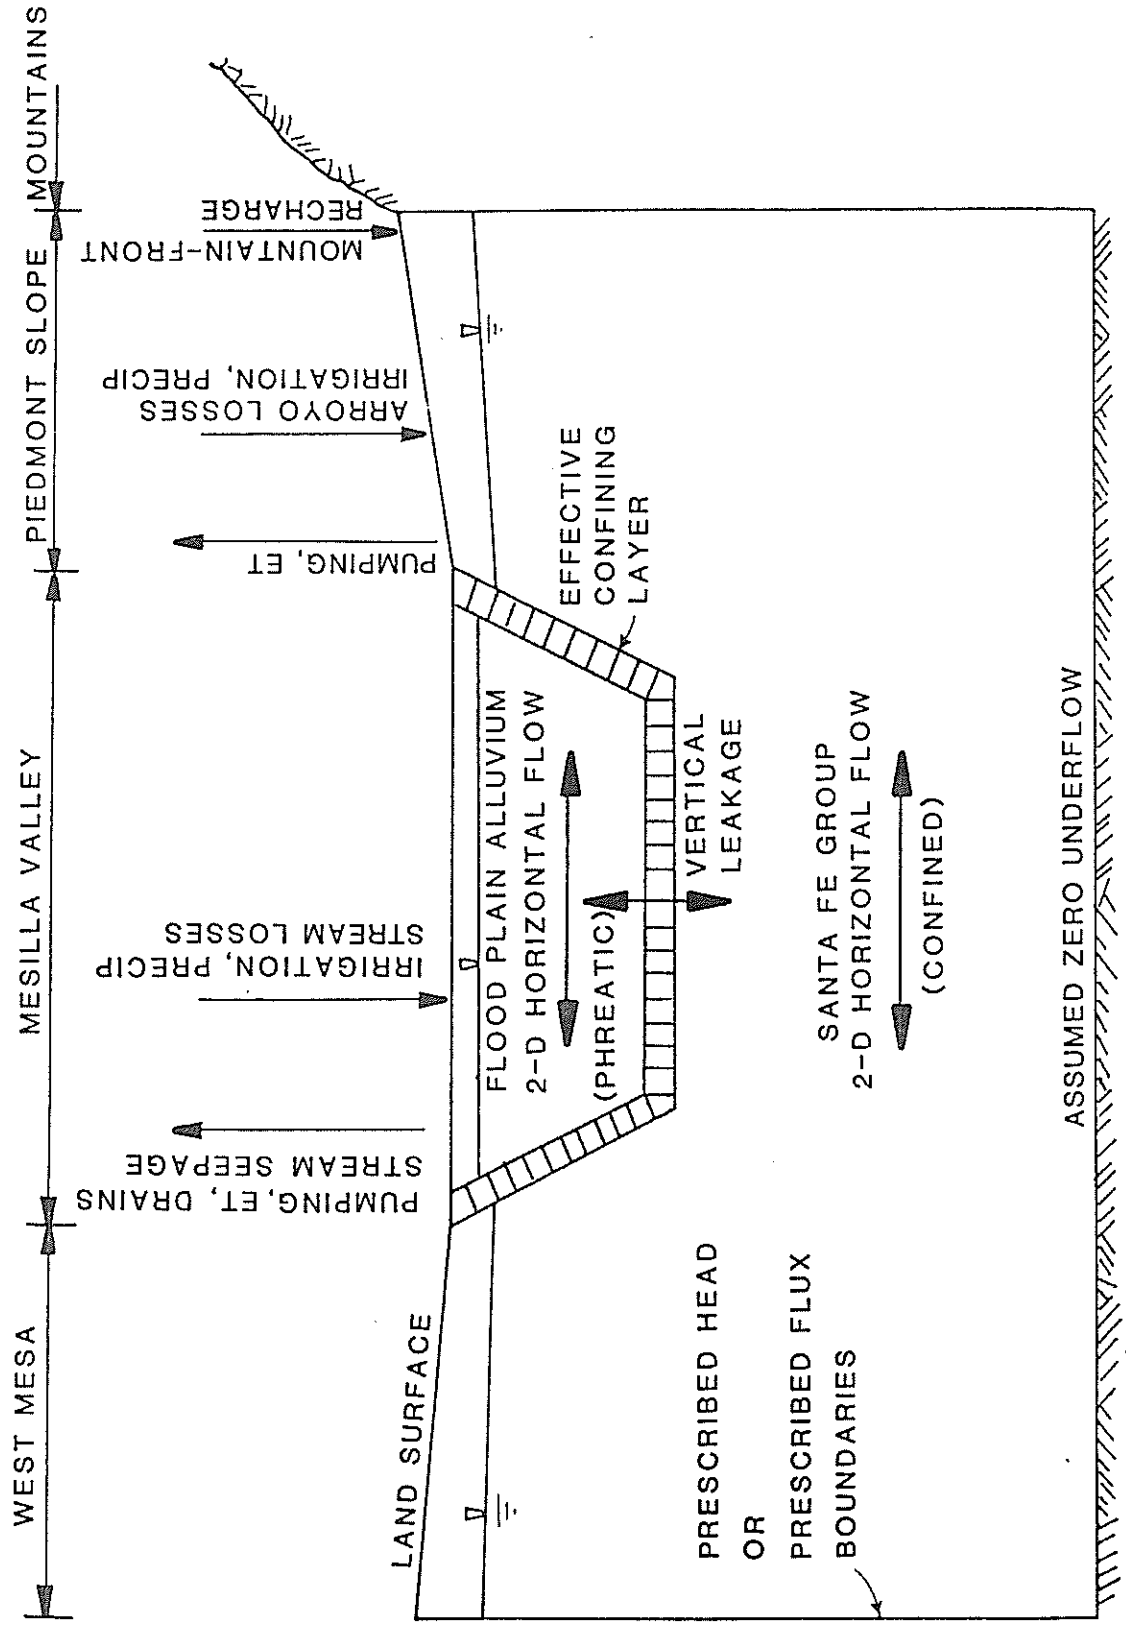 WEST MESA
MESILLA VALLEY
PIEDMONT SLOPE
MOUNTAINS
PUMPING, ET, DRAINS
STREAM SEEPAGE
IRRIGATION, PRECIP
STREAM LOSSES
PUMPING, ET
ARROYO LOSSES
IRRIGATION, PRECIP
MOUNTAIN-FRONT
RECHARGE
LAND SURFACE
FLOOD PLAIN ALLUVIUM
2-D HORIZONTAL FLOW
(PHREATIC)
EFFECTIVE
CONFINING
LAYER
VERTICAL
LEAKAGE
PRESCRIBED HEAD
OR
PRESCRIBED FLUX
BOUNDARIES
SANTA FE GROUP
2-D HORIZONTAL FLOW
(CONFINED)
ASSUMED ZERO UNDERFLOW